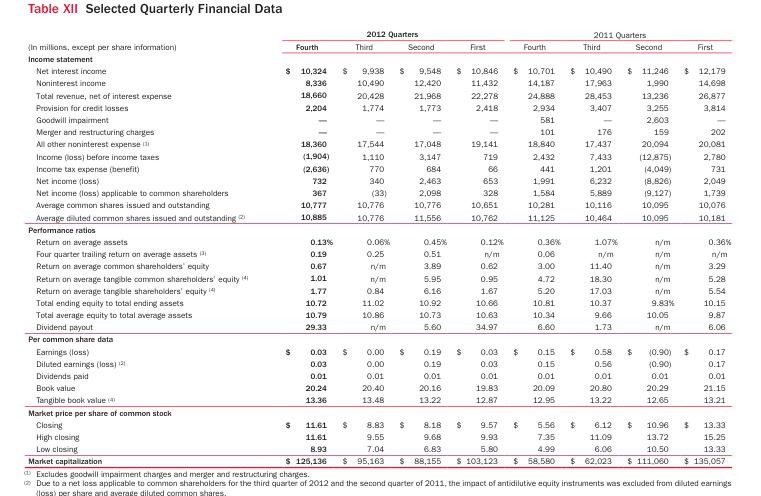 Table XII Selected Quarterly Financial Data
2012 Quarters 2011 Quarters
(In millions, except per share information) Fourth Third Second First Fourth Third Second First
Income statement
Net interest income $ 10,324 $ 9,938 $ 9,548 $ 10,846 $ 10,701 $ 10,490 $ 11,246 $ 12,179
Noninterest income 8,336 10,490 12,420 11,432 14,187 17,963 1,990 14,698
Total revenue, net of interest expense 18,660 20,428 21,968 22,278 24,888 28,453 13,236 26,877
Provision for credit losses 2,204 1,774 1,773 2,418 2,934 3,407 3,255 3,814
Goodwill impairment — — — — 581 — 2,603 —
Merger and restructuring charges — — — — 101 176 159 202
All other noninterest expense (1) 18,360 17,544 17,048 19,141 18,840 17,437 20,094 20,081
Income (loss) before income taxes (1,904) 1,110 3,147 719 2,432 7,433 (12,875) 2,780
Income tax expense (benefit) (2,636) 770 684 66 441 1,201 (4,049) 731
Net income (loss) 732 340 2,463 653 1,991 6,232 (8,826) 2,049
Net income (loss) applicable to common shareholders 367 (33) 2,098 328 1,584 5,889 (9,127) 1,739
Average common shares issued and outstanding 10,777 10,776 10,776 10,651 10,281 10,116 10,095 10,076
Average diluted common shares issued and outstanding (2) 10,885 10,776 11,556 10,762 11,125 10,464 10,095 10,181
Performance ratios
Return on average assets 0.13% 0.06% 0.45% 0.12% 0.36% 1.07% n/m 0.36%
Four quarter trailing return on average assets (3) 0.19 0.25 0.51 n/m 0.06 n/m n/m n/m
Return on average common shareholders' equity 0.67 n/m 3.89 0.62 3.00 11.40 n/m 3.29
Return on average tangible common shareholders' equity (4) 1.01 n/m 5.95 0.95 4.72 18.30 n/m 5.28
Return on average tangible shareholders' equity (4) 1.77 0.84 6.16 1.67 5.20 17.03 n/m 5.54
Total ending equity to total ending assets 10.72 11.02 10.92 10.66 10.81 10.37 9.83% 10.15
Total average equity to total average assets 10.79 10.86 10.73 10.63 10.34 9.66 10.05 9.87
Dividend payout 29.33 n/m 5.60 34.97 6.60 1.73 n/m 6.06
Per common share data
Earnings (loss) $ 0.03 $ 0.00 $ 0.19 $ 0.03 $ 0.15 $ 0.58 $ (0.90) $ 0.17
Diluted earnings (loss) (2) 0.03 0.00 0.19 0.03 0.15 0.56 (0.90) 0.17
Dividends paid 0.01 0.01 0.01 0.01 0.01 0.01 0.01 0.01
Book value 20.24 20.40 20.16 19.83 20.09 20.80 20.29 21.15
Tangible book value (4) 13.36 13.48 13.22 12.87 12.95 13.22 12.65 13.21
Market price per share of common stock
Closing $ 11.61 $ 8.83 $ 8.18 $ 9.57 $ 5.56 $ 6.12 $ 10.96 $ 13.33
High closing 11.61 9.55 9.68 9.93 7.35 11.09 13.72 15.25
Low closing 8.93 7.04 6.83 5.80 4.99 6.06 10.50 13.33
Market capitalization $ 125,136 $ 95,163 $ 88,155 $ 103,123 $ 58,580 $ 62,023 $ 111,060 $ 135,057
(1) Excludes goodwill impairment charges and merger and restructuring charges.
(2) Due to a net loss applicable to common shareholders for the third quarter of 2012 and the second quarter of 2011, the impact of antidilutive equity instruments was excluded from diluted earnings
(loss) per share and average diluted common shares.